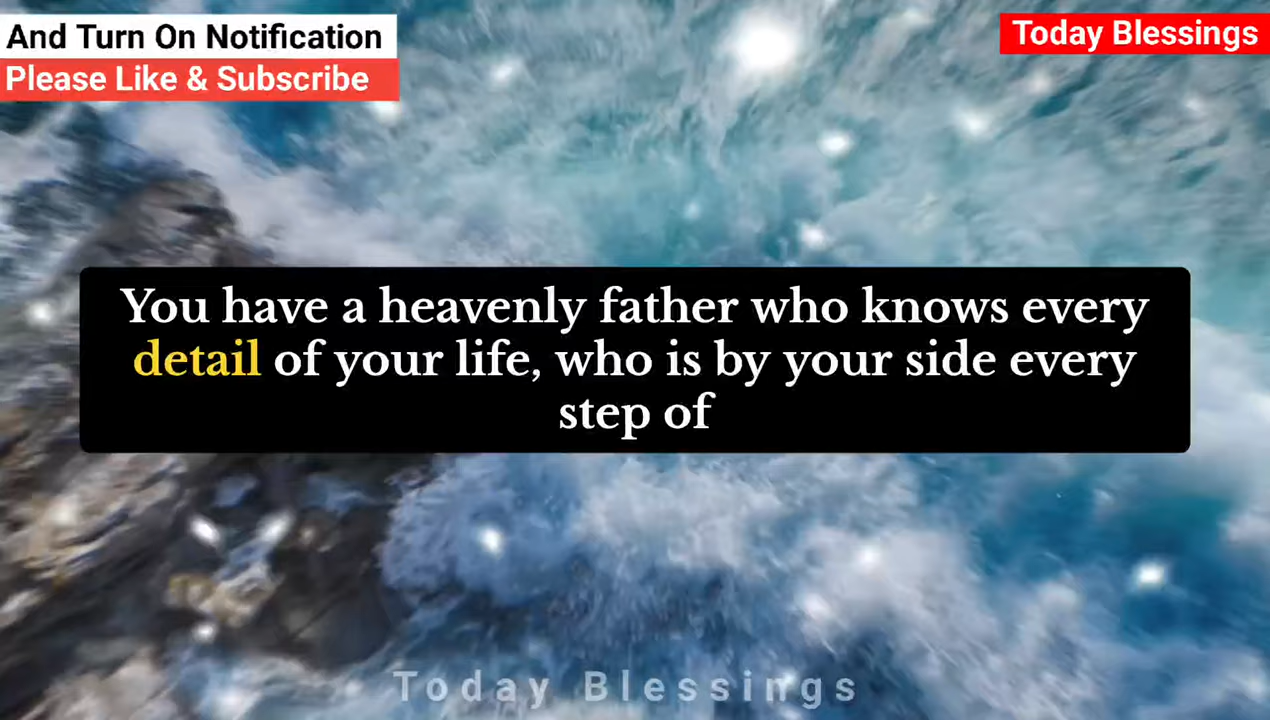 And Turn On Notification
Please Like & Subscribe
Today Blessings
You have a heavenly father who knows every
detail of your life, who is by your side every
step of
Today Blessings